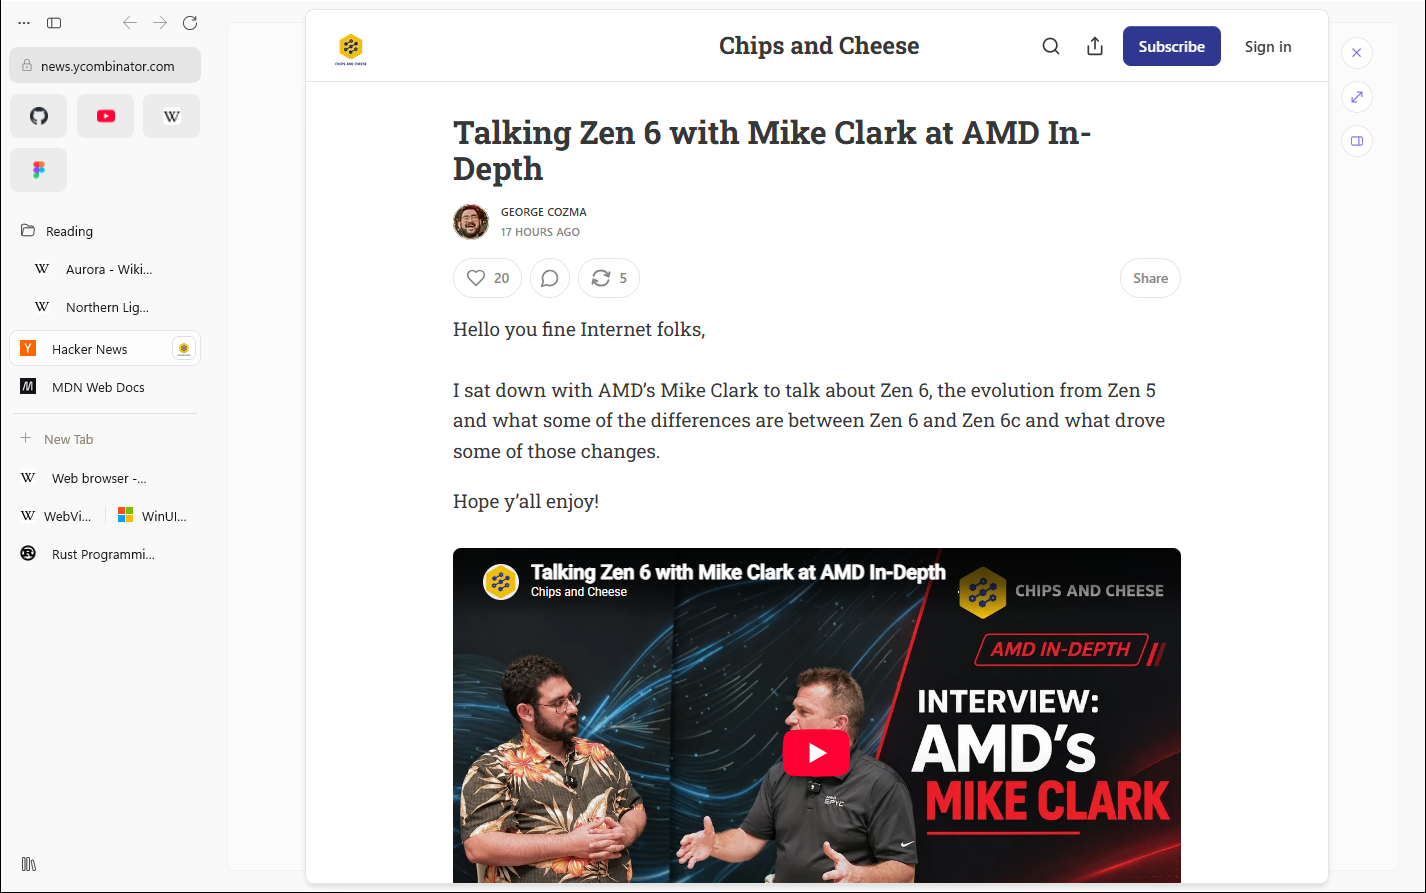 news.ycombinator.com
Reading
Aurora - Wiki...
Northern Lig...
Hacker News
MDN Web Docs
New Tab
Web browser -...
WebVi...
WinUI...
Rust Programmi...
CHIPS AND CHEESE
Chips and Cheese
Subscribe
Sign in
Talking Zen 6 with Mike Clark at AMD In-
Depth
GEORGE COZMA
17 HOURS AGO
20
5
Share
Hello you fine Internet folks,
I sat down with AMD’s Mike Clark to talk about Zen 6, the evolution from Zen 5
and what some of the differences are between Zen 6 and Zen 6c and what drove
some of those changes.
Hope y’all enjoy!
Talking Zen 6 with Mike Clark at AMD In-Depth
Chips and Cheese
CHIPS AND CHEESE
AMD IN-DEPTH
INTERVIEW:
AMD’s
MIKE CLARK
EPYC